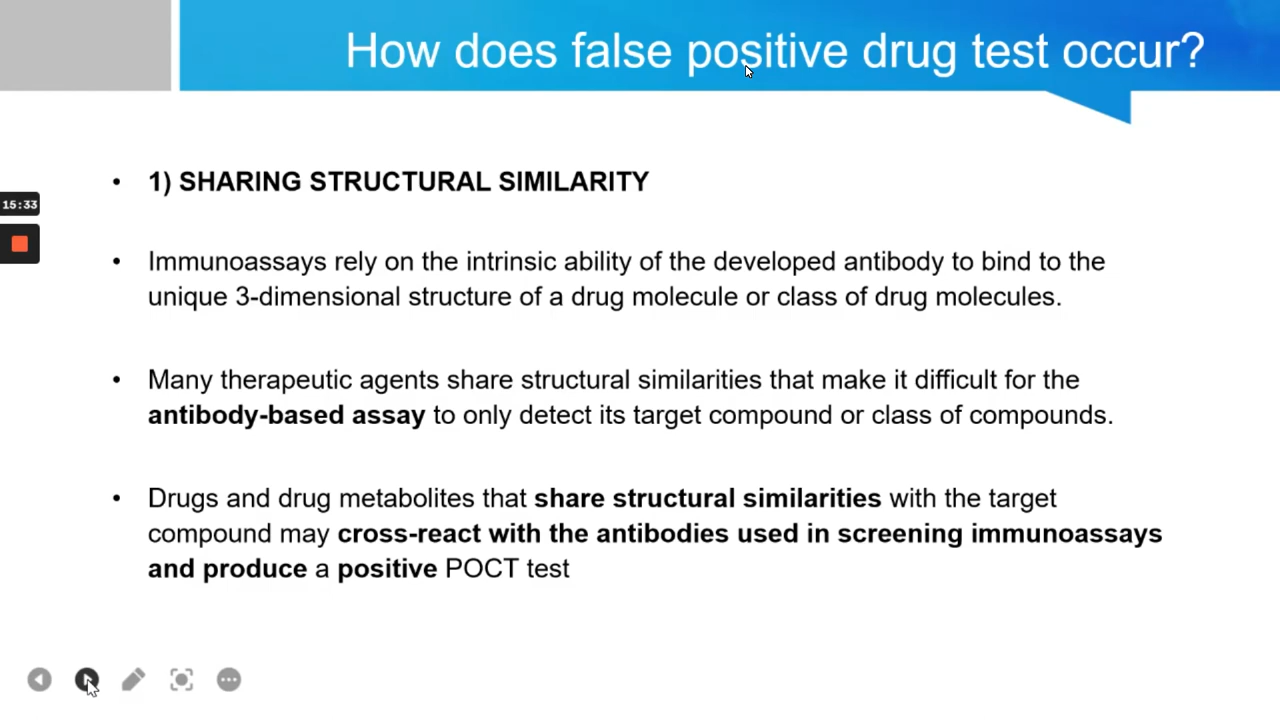 How does false positive drug test occur?
• 1) SHARING STRUCTURAL SIMILARITY
15:33
• Immunoassays rely on the intrinsic ability of the developed antibody to bind to the
unique 3-dimensional structure of a drug molecule or class of drug molecules.
• Many therapeutic agents share structural similarities that make it difficult for the
antibody-based assay to only detect its target compound or class of compounds.
• Drugs and drug metabolites that share structural similarities with the target
compound may cross-react with the antibodies used in screening immunoassays
and produce a positive POCT test